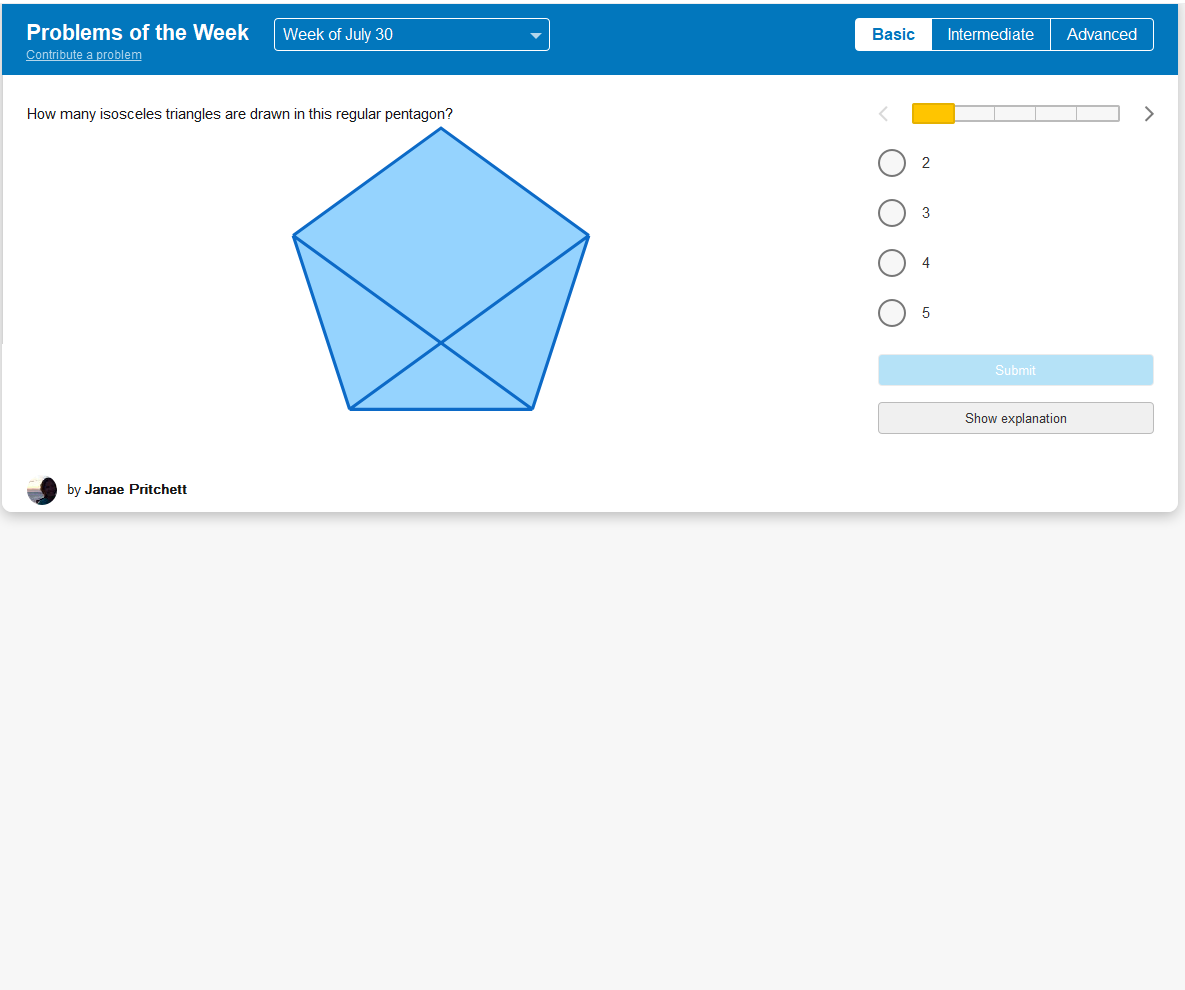 Problems of the Week
Contribute a problem
Week of July 30
Basic
Intermediate
Advanced
How many isosceles triangles are drawn in this regular pentagon?
2
3
4
5
Submit
Show explanation
by Janae Pritchett